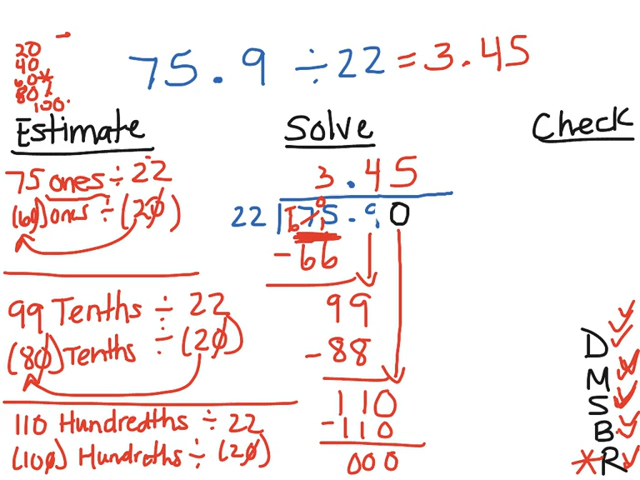 20
40
60*
80
100.
75.9 ÷ 22 = 3.45
Estimate
Solve
Check
75 ones ÷ 22
(60) ones ÷ (20)
99 Tenths ÷ 22
(80) Tenths ÷ (20)
110 Hundredths ÷ 22
(100) Hundredths ÷ (20)
3.45
22 75.90
-66
99
-88
110
-110
000
D
M
S
B
*R